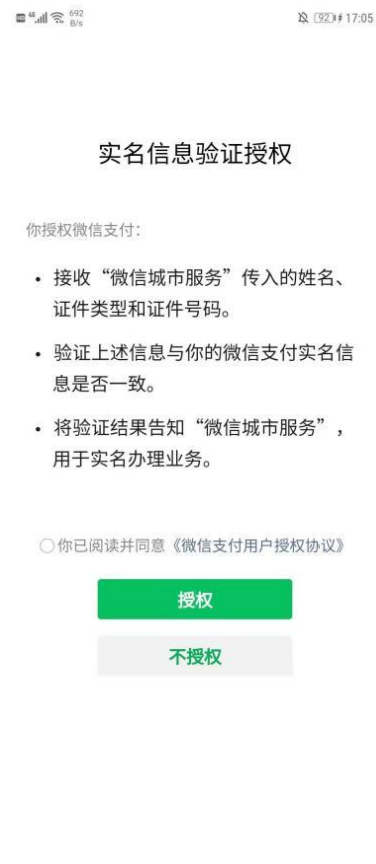 692
B/s
92 17:05
实名信息验证授权
你授权微信支付：
• 接收“微信城市服务”传入的姓名、
证件类型和证件号码。
• 验证上述信息与你的微信支付实名信
息是否一致。
• 将验证结果告知“微信城市服务”，
用于实名办理业务。
你已阅读并同意《微信支付用户授权协议》
授权
不授权